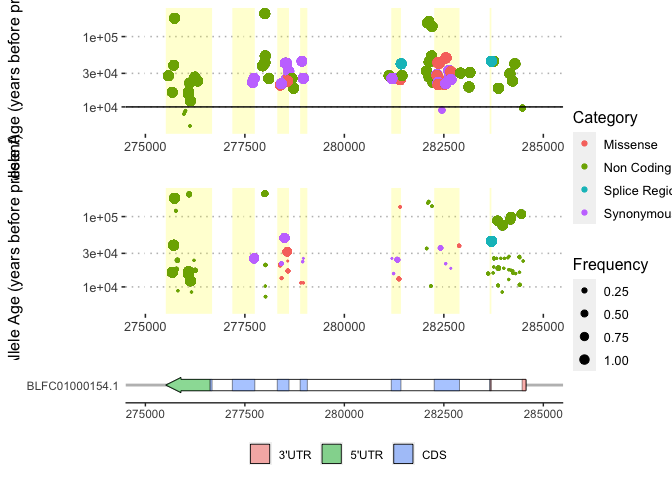 Allele Age (years before pr
1e+05
3e+04
1e+04
275000 277500 280000 282500 285000
llele Age (years before pr
1e+05
3e+04
1e+04
275000 277500 280000 282500 285000
BLFC01000154.1
275000 277500 280000 282500 285000
3'UTR 5'UTR CDS
Category
Missense
Non Coding
Splice Regio
Synonymou
Frequency
0.25
0.50
0.75
1.00